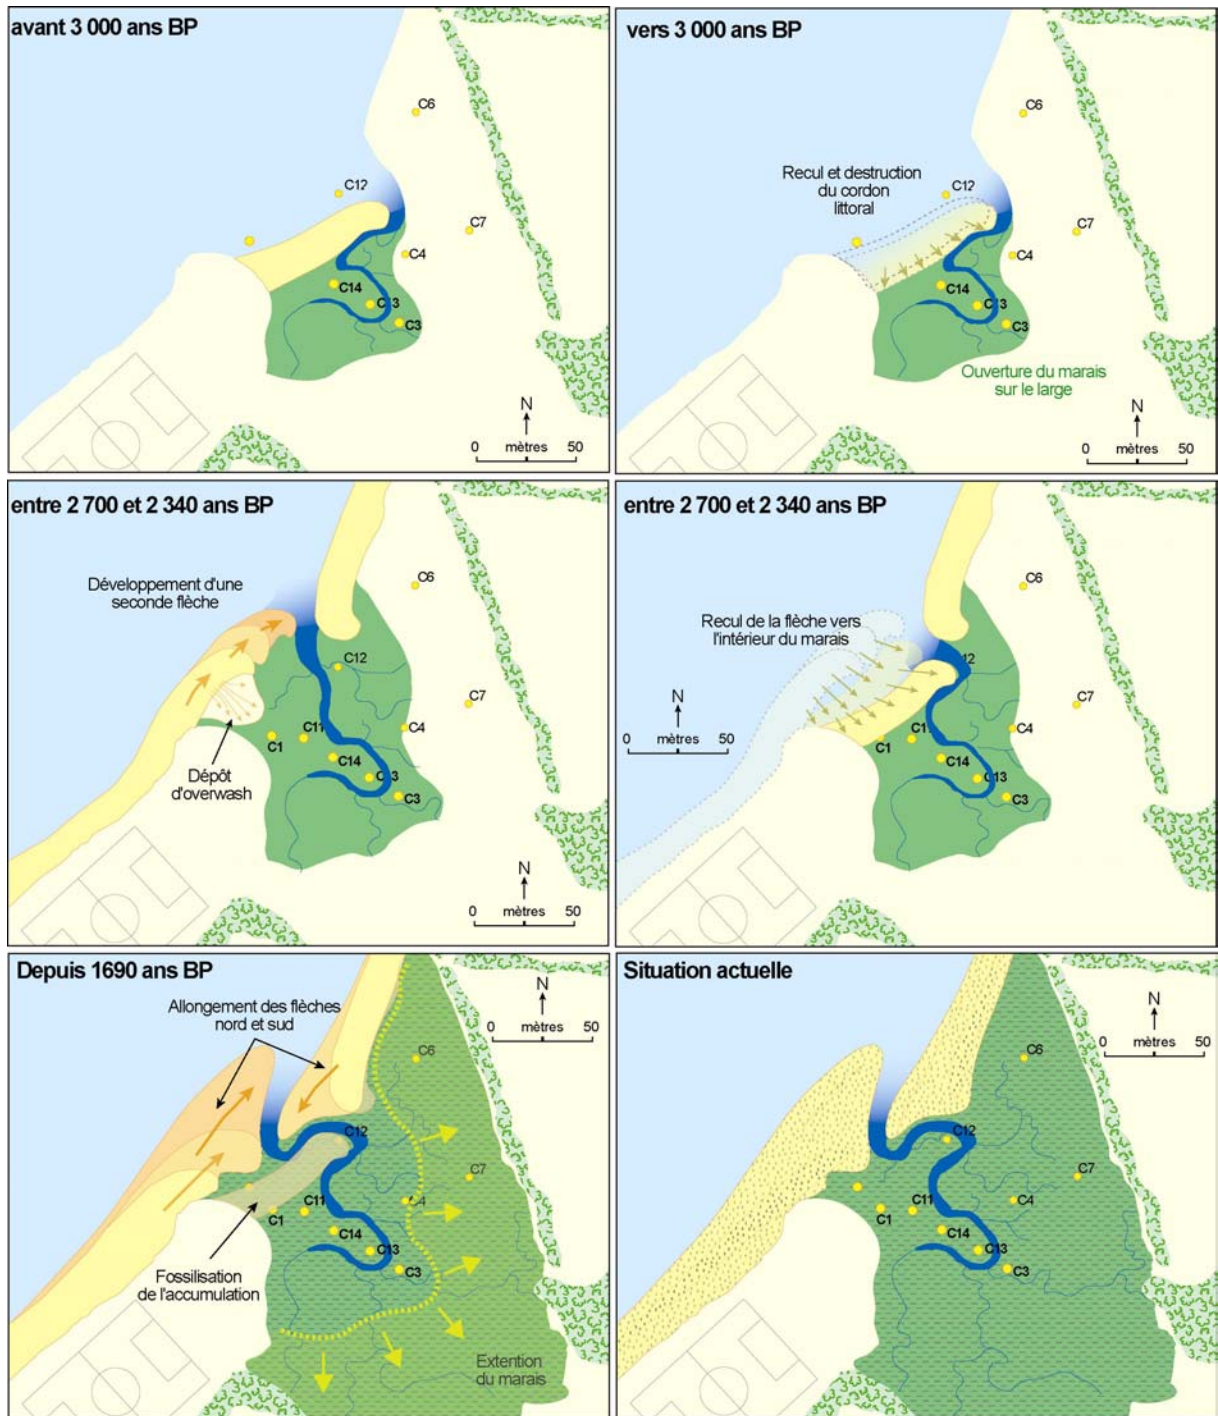 avant 3 000 ans BP
C6
C12
C7
C4
C14
C13
C3
N
0 mètres 50
vers 3 000 ans BP
C6
Recul et destruction
du cordon
littoral
C12
C7
C4
C14
C13
C3
Ouverture du marais
sur le large
N
0 mètres 50
entre 2 700 et 2 340 ans BP
Développement d'une
seconde flèche
C6
C12
C7
C4
C1
C11
C14
C13
C3
Dépôt
d'overwash
N
0 mètres 50
entre 2 700 et 2 340 ans BP
C6
Recul de la flèche vers
l'intérieur du marais
12
C7
N
0 mètres 50
C4
C1
C11
C14
C13
C3
N
0 mètres 50
Depuis 1690 ans BP
Allongement des flèches
nord et sud
N
0 mètres 50
C6
C12
C7
C4
C1
C11
C14
C13
C3
Fossilisation
de l'accumulation
Extention
du marais
Situation actuelle
N
0 mètres 50
C6
C12
C7
C4
C1
C11
C14
C13
C3